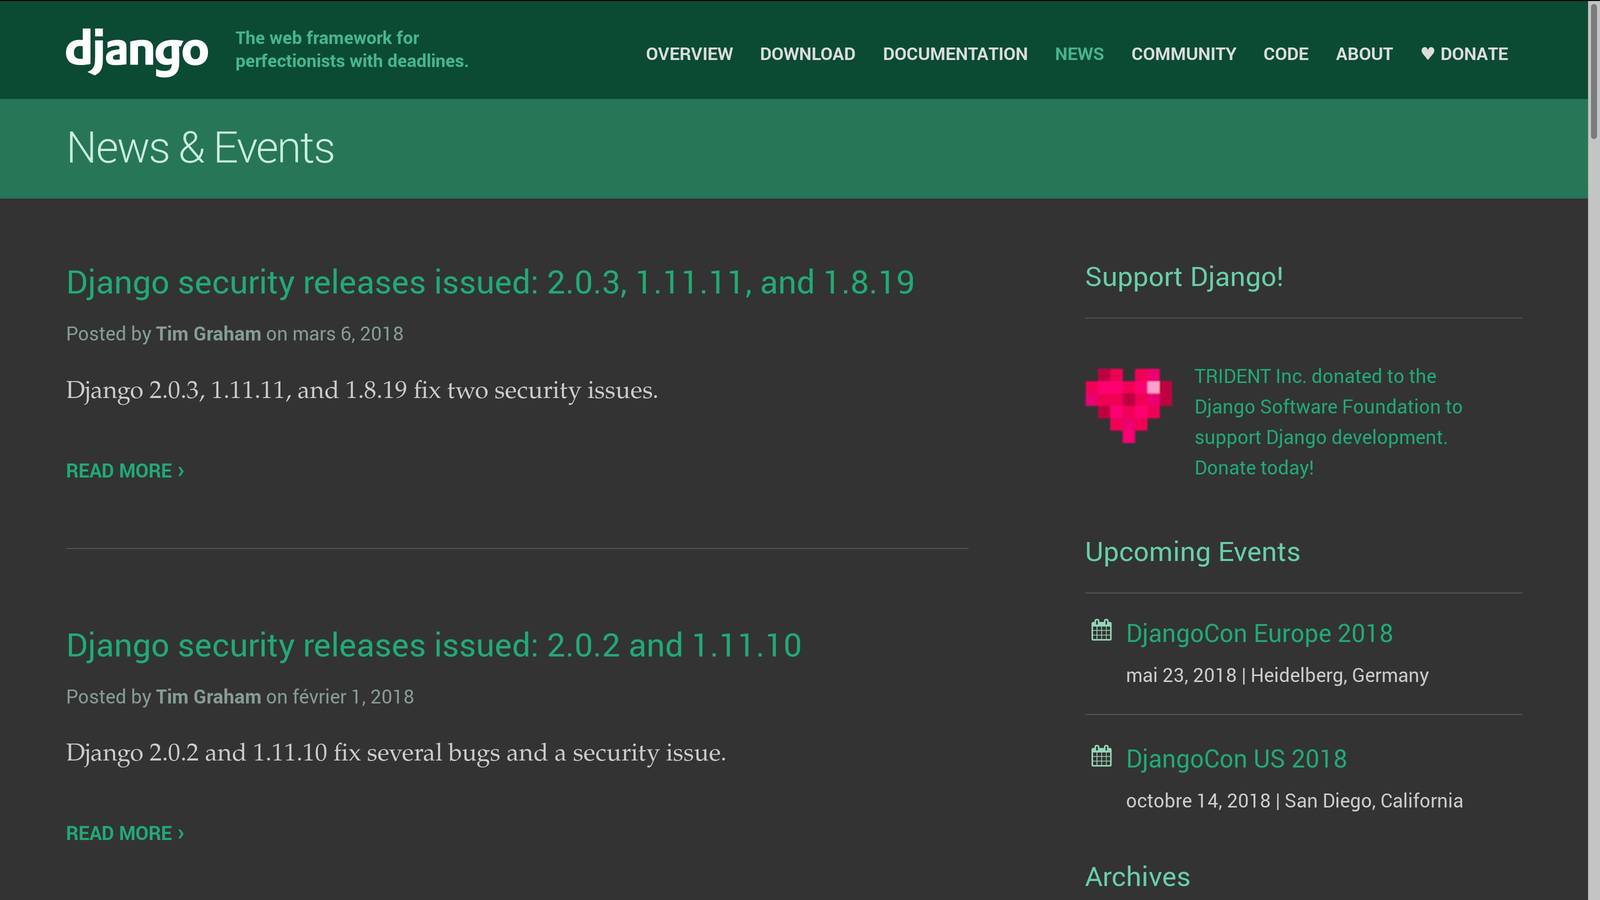 django
The web framework for
perfectionists with deadlines.
OVERVIEW DOWNLOAD DOCUMENTATION NEWS COMMUNITY CODE ABOUT ♥ DONATE
News & Events
Django security releases issued: 2.0.3, 1.11.11, and 1.8.19
Posted by Tim Graham on mars 6, 2018
Django 2.0.3, 1.11.11, and 1.8.19 fix two security issues.
READ MORE ›
Django security releases issued: 2.0.2 and 1.11.10
Posted by Tim Graham on février 1, 2018
Django 2.0.2 and 1.11.10 fix several bugs and a security issue.
READ MORE ›
Support Django!
TRIDENT Inc. donated to the
Django Software Foundation to
support Django development.
Donate today!
Upcoming Events
DjangoCon Europe 2018
mai 23, 2018 | Heidelberg, Germany
DjangoCon US 2018
octobre 14, 2018 | San Diego, California
Archives